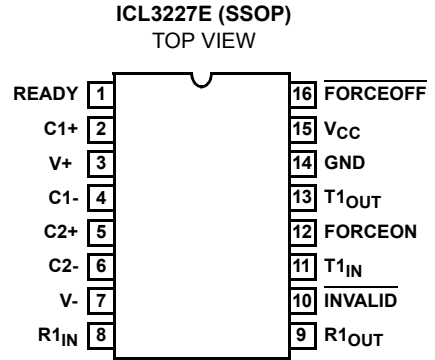 ICL3227E (SSOP)
TOP VIEW
READY 1 16 FORCEOFF
C1+ 2 15 VCC
V+ 3 14 GND
C1- 4 13 T1OUT
C2+ 5 12 FORCEON
C2- 6 11 T1IN
V- 7 10 INVALID
R1IN 8 9 R1OUT